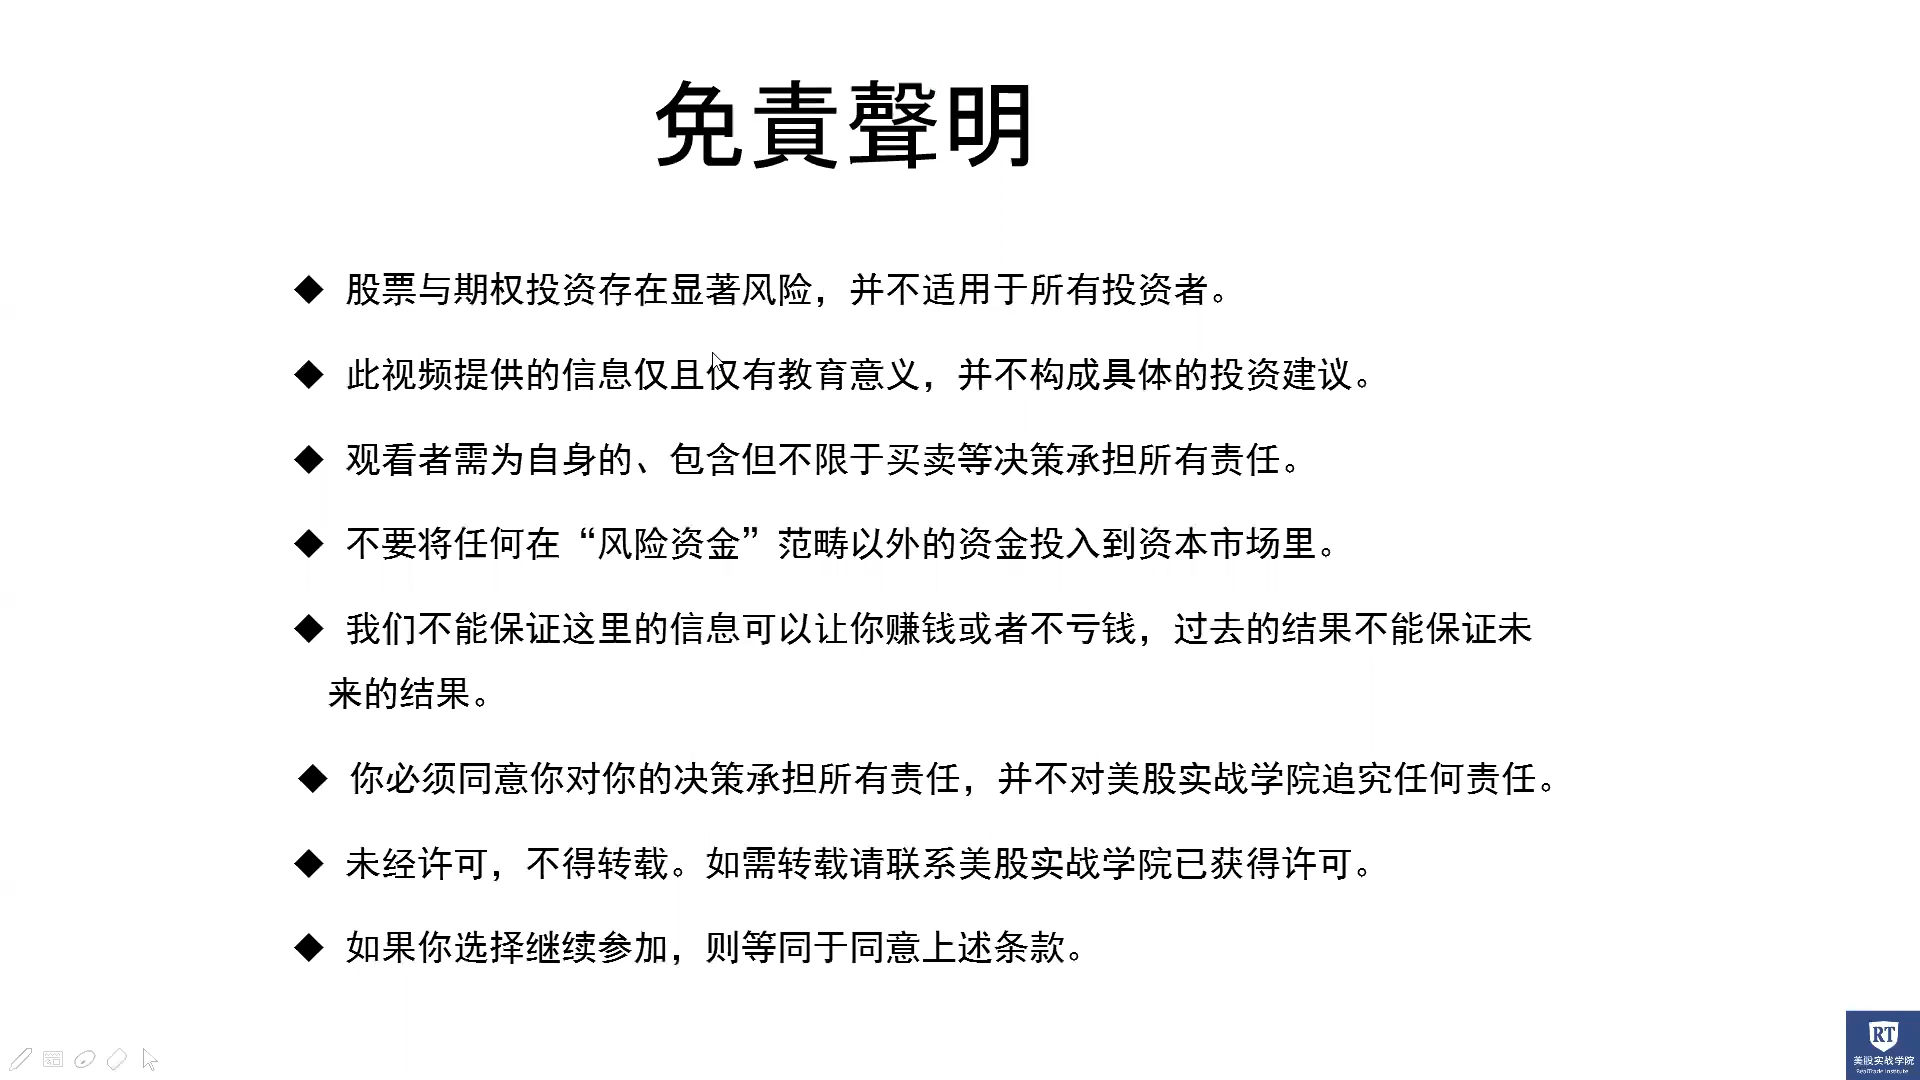 免責聲明
◆ 股票与期权投资存在显著风险，并不适用于所有投资者。
◆ 此视频提供的信息仅且仅有教育意义，并不构成具体的投资建议。
◆ 观看者需为自身的、包含但不限于买卖等决策承担所有责任。
◆ 不要将任何在“风险资金”范畴以外的资金投入到资本市场里。
◆ 我们不能保证这里的信息可以让你赚钱或者不亏钱，过去的结果不能保证未
来的结果。
◆ 你必须同意你对你的决策承担所有责任，并不对美股实战学院追究任何责任。
◆ 未经许可，不得转载。如需转载请联系美股实战学院已获得许可。
◆ 如果你选择继续参加，则等同于同意上述条款。
RT
美股实战学院
RealTrade Institute